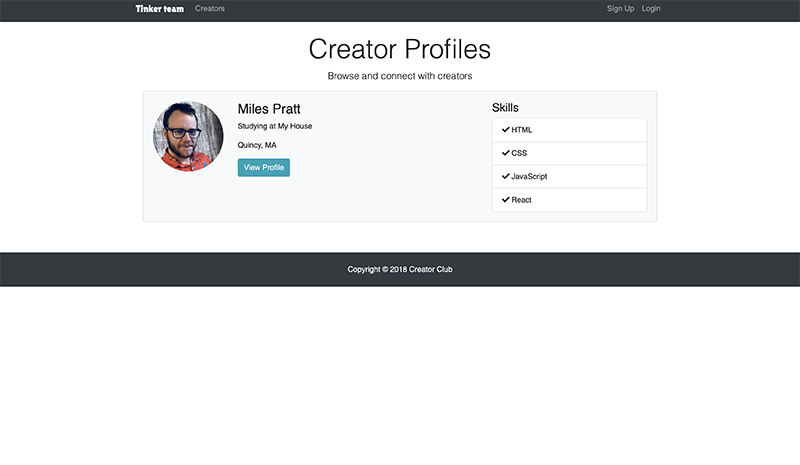 Tinker team Creators Sign Up Login
Creator Profiles
Browse and connect with creators
Miles Pratt
Studying at My House
Quincy, MA
View Profile
Skills
HTML
CSS
JavaScript
React
Copyright © 2018 Creator Club